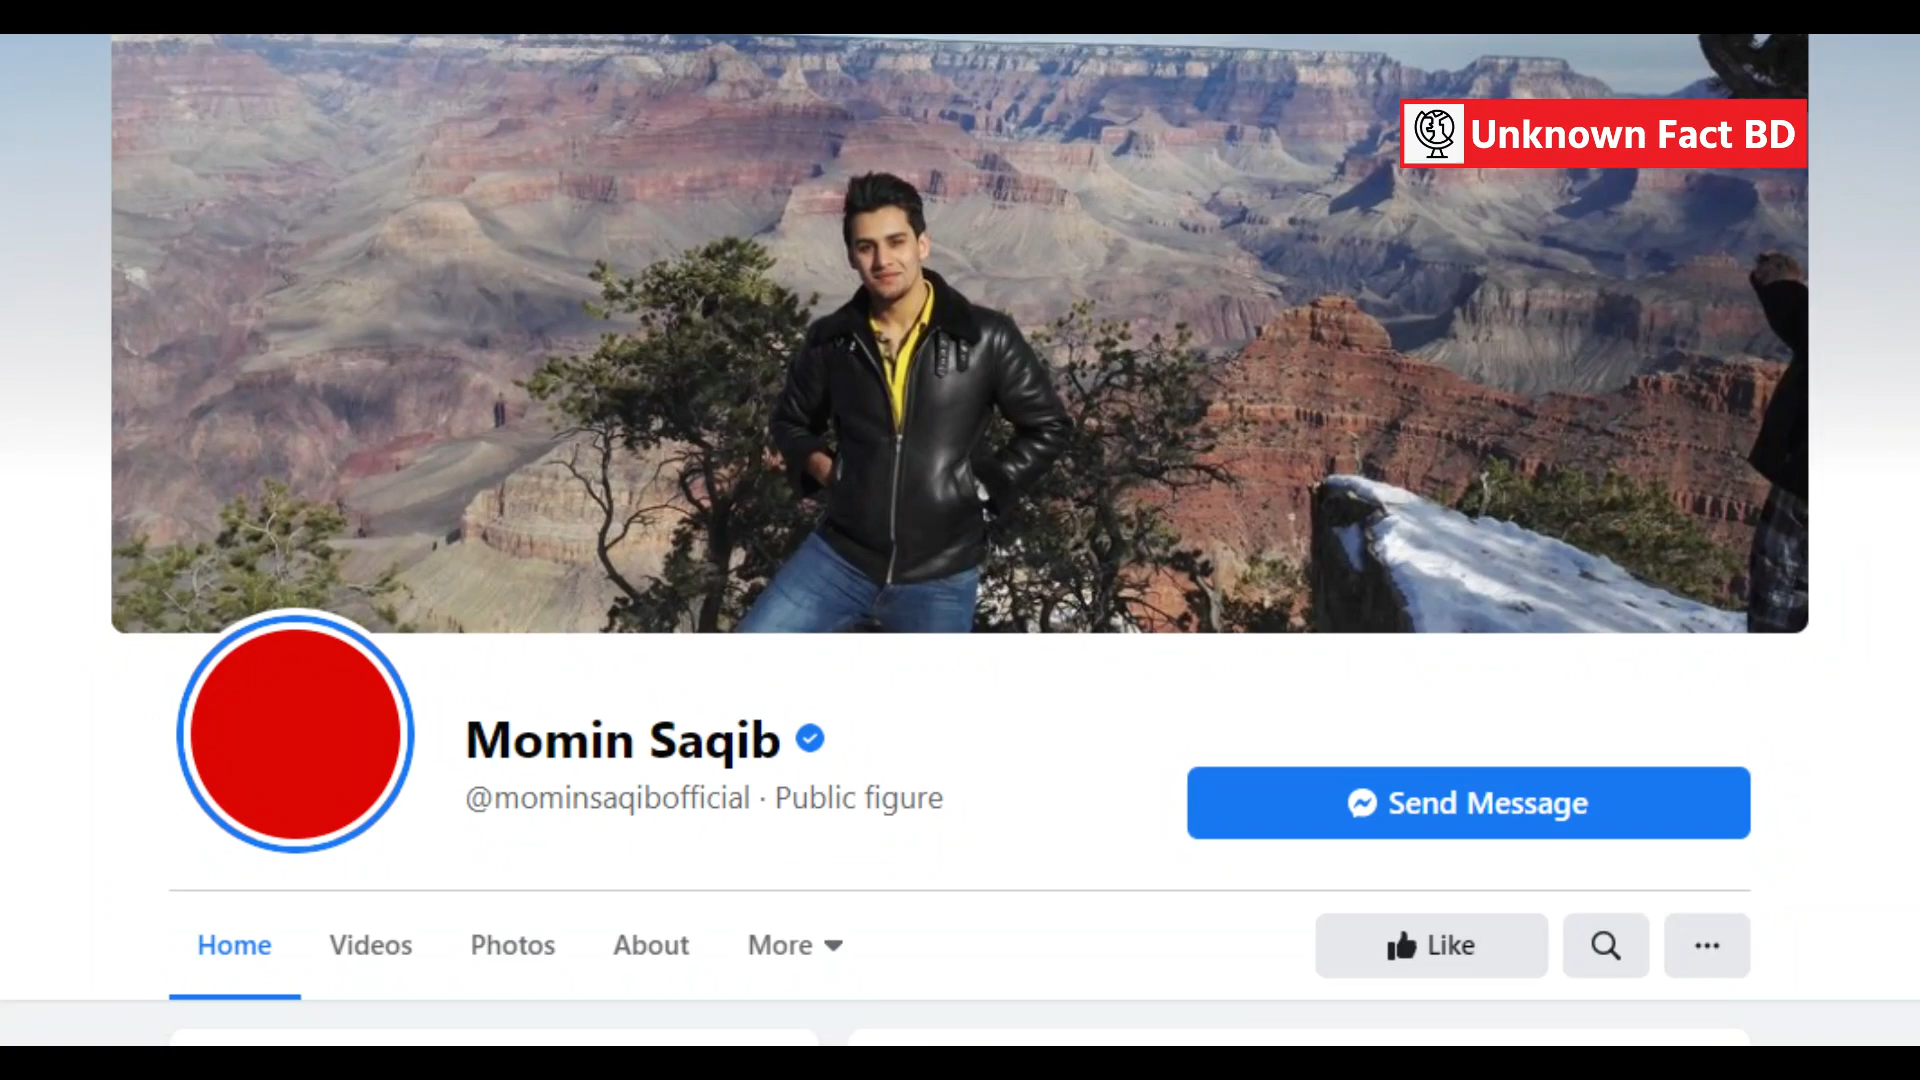 Unknown Fact BD
Momin Saqib
@mominsaqibofficial · Public figure
Send Message
Home Videos Photos About More
Like